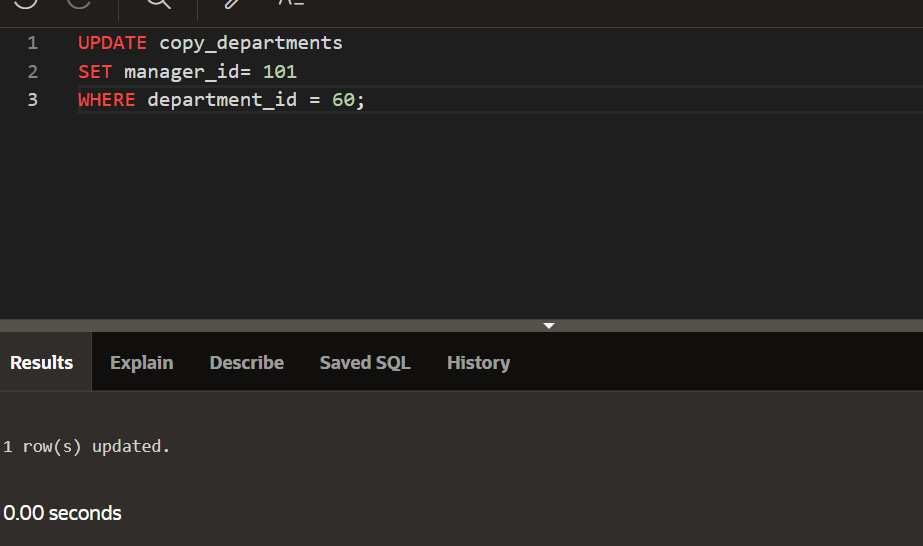 1 UPDATE copy_departments
2 SET manager_id= 101
3 WHERE department_id = 60;
Results Explain Describe Saved SQL History
1 row(s) updated.
0.00 seconds